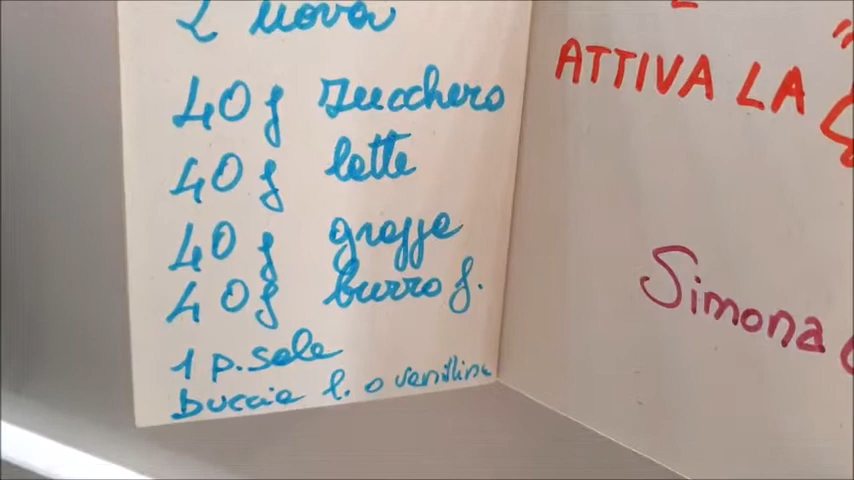 2 uova
40 g zucchero
40 g latte
40 g grappa
40 g burro f.
1 p. sale
buccia l. o vanillina
ATTIVA LA
Simona